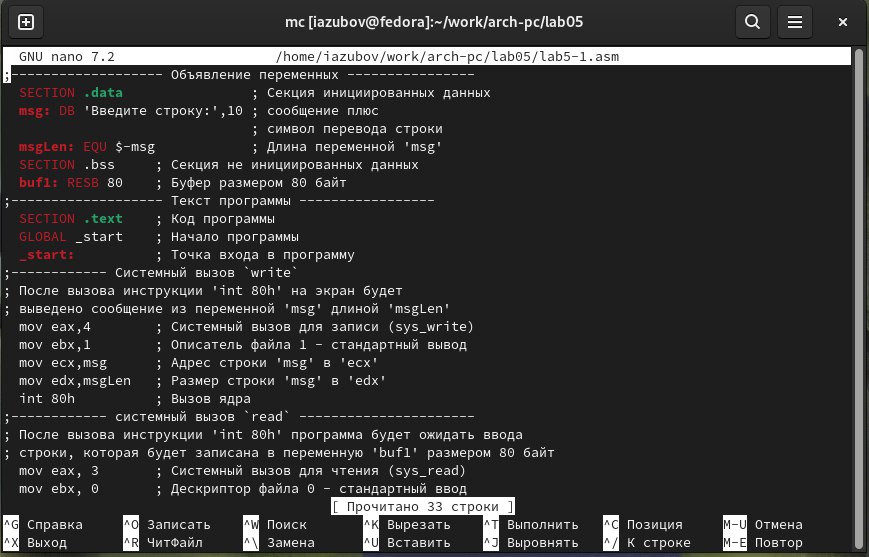 mc [iazubov@fedora]:~/work/arch-pc/lab05
GNU nano 7.2 /home/iazubov/work/arch-pc/lab05/lab5-1.asm
;------------------ Объявление переменных ---------------
SECTION .data ; Секция инициированных данных
msg: DB 'Введите строку:',10 ; сообщение плюс
; символ перевода строки
msgLen: EQU $-msg ; Длина переменной 'msg'
SECTION .bss ; Секция не инициированных данных
buf1: RESB 80 ; Буфер размером 80 байт
;------------------- Текст программы -----------------
SECTION .text ; Код программы
GLOBAL _start ; Начало программы
_start: ; Точка входа в программу
;------------ Системный вызов `write`
; После вызова инструкции 'int 80h' на экран будет
; выведено сообщение из переменной 'msg' длиной 'msgLen'
mov eax,4 ; Системный вызов для записи (sys_write)
mov ebx,1 ; Описатель файла 1 - стандартный вывод
mov ecx,msg ; Адрес строки 'msg' в 'ecx'
mov edx,msgLen ; Размер строки 'msg' в 'edx'
int 80h ; Вызов ядра
;------------ системный вызов `read` ----------------------
; После вызова инструкции 'int 80h' программа будет ожидать ввода
; строки, которая будет записана в переменную 'buf1' размером 80 байт
mov eax, 3 ; Системный вызов для чтения (sys_read)
mov ebx, 0 ; Дескриптор файла 0 - стандартный ввод
[ Прочитано 33 строки ]
^G Справка ^O Записать ^W Поиск ^K Вырезать ^T Выполнить ^C Позиция M-U Отмена
^X Выход ^R ЧитФайл ^\ Замена ^U Вставить ^J Выровнять ^/ К строке M-E Повтор